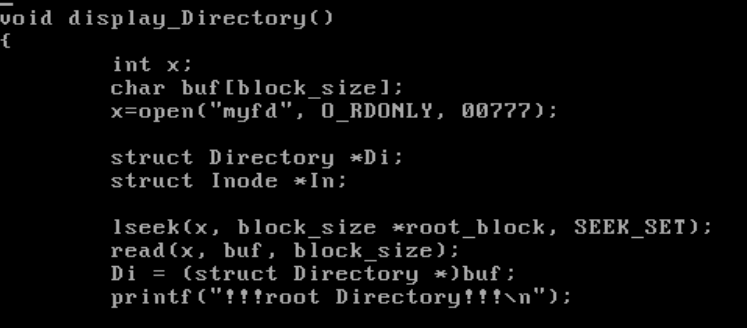 void display_Directory()
{
        int x;
        char buf[block_size];
        x=open("myfd", O_RDONLY, 00777);

        struct Directory *Di;
        struct Inode *In;

        lseek(x, block_size *root_block, SEEK_SET);
        read(x, buf, block_size);
        Di = (struct Directory *)buf;
        printf("!!!root Directory!!!\n");